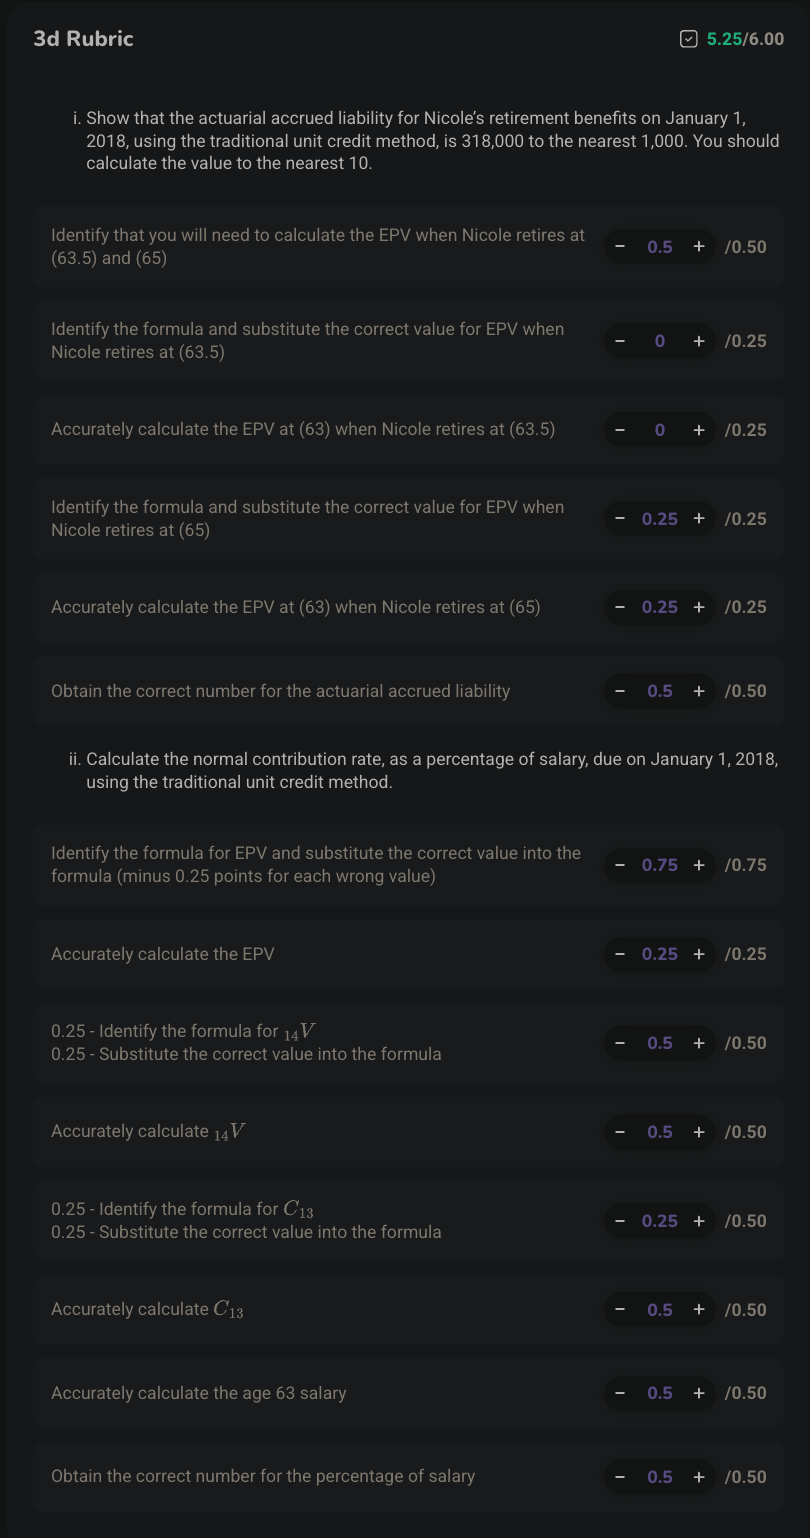 3d Rubric
5.25/6.00
i. Show that the actuarial accrued liability for Nicole’s retirement benefits on January 1,
2018, using the traditional unit credit method, is 318,000 to the nearest 1,000. You should
calculate the value to the nearest 10.
Identify that you will need to calculate the EPV when Nicole retires at
(63.5) and (65)
− 0.5 + /0.50
Identify the formula and substitute the correct value for EPV when
Nicole retires at (63.5)
− 0 + /0.25
Accurately calculate the EPV at (63) when Nicole retires at (63.5)
− 0 + /0.25
Identify the formula and substitute the correct value for EPV when
Nicole retires at (65)
− 0.25 + /0.25
Accurately calculate the EPV at (63) when Nicole retires at (65)
− 0.25 + /0.25
Obtain the correct number for the actuarial accrued liability
− 0.5 + /0.50
ii. Calculate the normal contribution rate, as a percentage of salary, due on January 1, 2018,
using the traditional unit credit method.
Identify the formula for EPV and substitute the correct value into the
formula (minus 0.25 points for each wrong value)
− 0.75 + /0.75
Accurately calculate the EPV
− 0.25 + /0.25
0.25 - Identify the formula for ₁₄V
0.25 - Substitute the correct value into the formula
− 0.5 + /0.50
Accurately calculate ₁₄V
− 0.5 + /0.50
0.25 - Identify the formula for C₁₃
0.25 - Substitute the correct value into the formula
− 0.25 + /0.50
Accurately calculate C₁₃
− 0.5 + /0.50
Accurately calculate the age 63 salary
− 0.5 + /0.50
Obtain the correct number for the percentage of salary
− 0.5 + /0.50